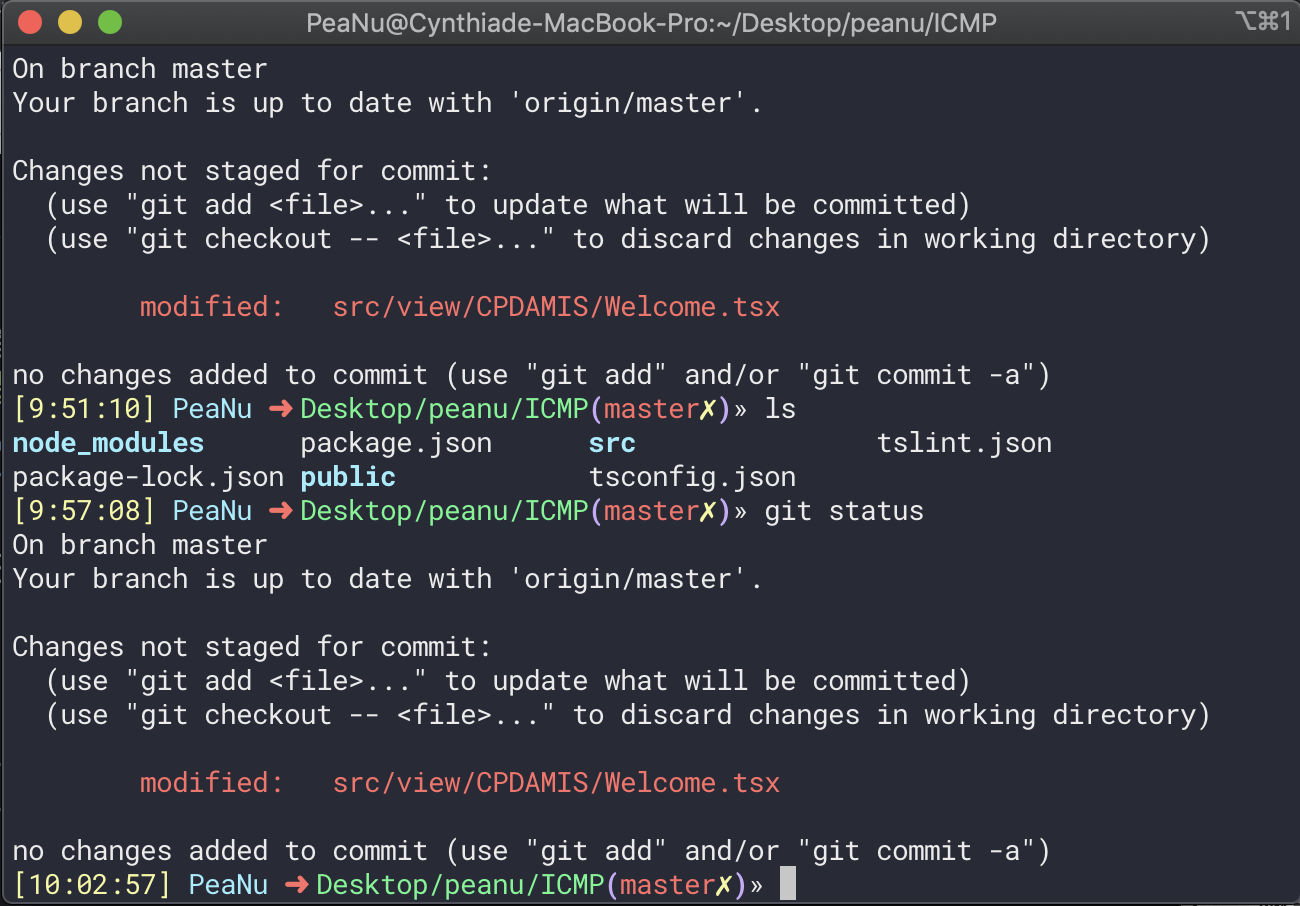 PeaNu@Cynthiade-MacBook-Pro:~/Desktop/peanu/ICMP ⌥⌘1
On branch master
Your branch is up to date with 'origin/master'.
Changes not staged for commit:
(use "git add <file>..." to update what will be committed)
(use "git checkout -- <file>..." to discard changes in working directory)
modified: src/view/CPDAMIS/Welcome.tsx
no changes added to commit (use "git add" and/or "git commit -a")
[9:51:10] PeaNu ➜ Desktop/peanu/ICMP(master✗)» ls
node_modules package.json src tslint.json
package-lock.json public tsconfig.json
[9:57:08] PeaNu ➜ Desktop/peanu/ICMP(master✗)» git status
On branch master
Your branch is up to date with 'origin/master'.
Changes not staged for commit:
(use "git add <file>..." to update what will be committed)
(use "git checkout -- <file>..." to discard changes in working directory)
modified: src/view/CPDAMIS/Welcome.tsx
no changes added to commit (use "git add" and/or "git commit -a")
[10:02:57] PeaNu ➜ Desktop/peanu/ICMP(master✗)»